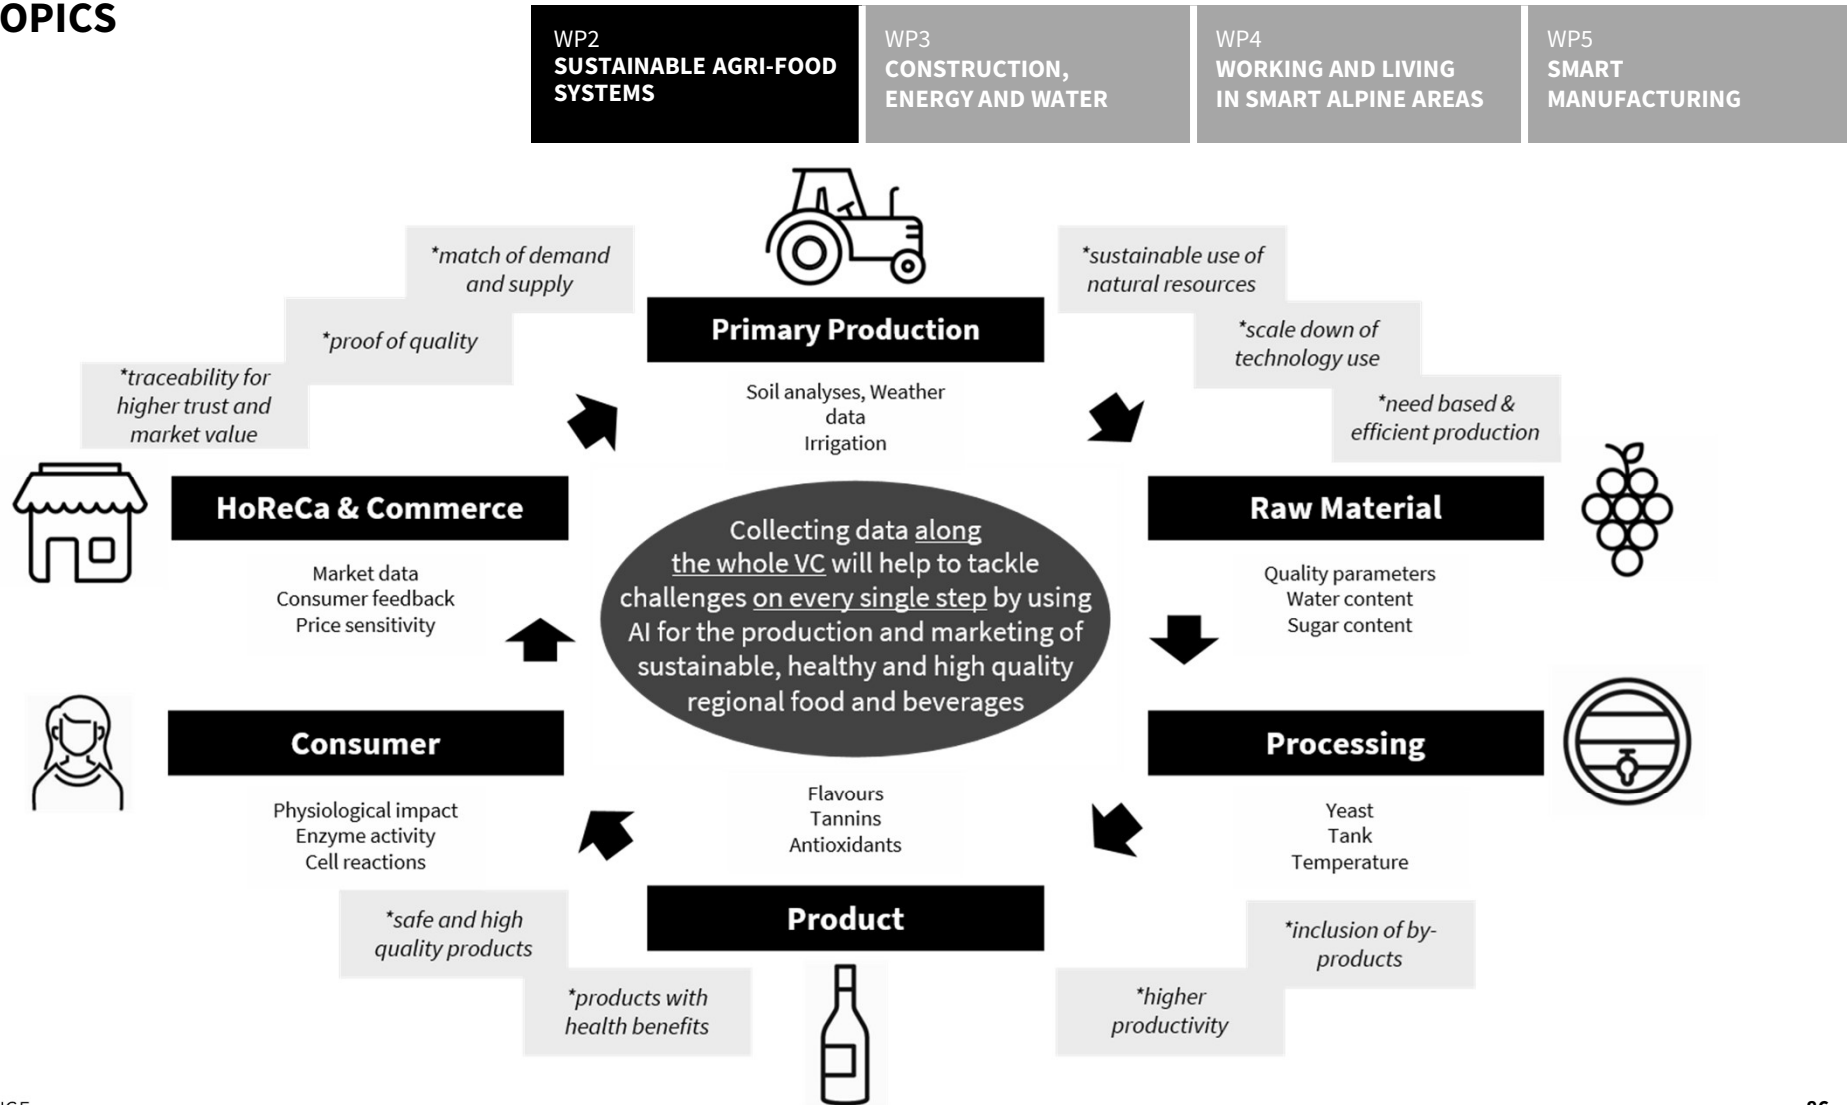 OPICS
WP2
SUSTAINABLE AGRI-FOOD
SYSTEMS
WP3
CONSTRUCTION,
ENERGY AND WATER
WP4
WORKING AND LIVING
IN SMART ALPINE AREAS
WP5
SMART
MANUFACTURING
*match of demand
and supply
*proof of quality
*traceability for
higher trust and
market value
Primary Production
Soil analyses, Weather
data
Irrigation
*sustainable use of
natural resources
*scale down of
technology use
*need based &
efficient production
HoReCa & Commerce
Market data
Consumer feedback
Price sensitivity
Collecting data along
the whole VC will help to tackle
challenges on every single step by using
AI for the production and marketing of
sustainable, healthy and high quality
regional food and beverages
Raw Material
Quality parameters
Water content
Sugar content
Consumer
Physiological impact
Enzyme activity
Cell reactions
Flavours
Tannins
Antioxidants
Product
Processing
Yeast
Tank
Temperature
*safe and high
quality products
*products with
health benefits
*inclusion of by-
products
*higher
productivity